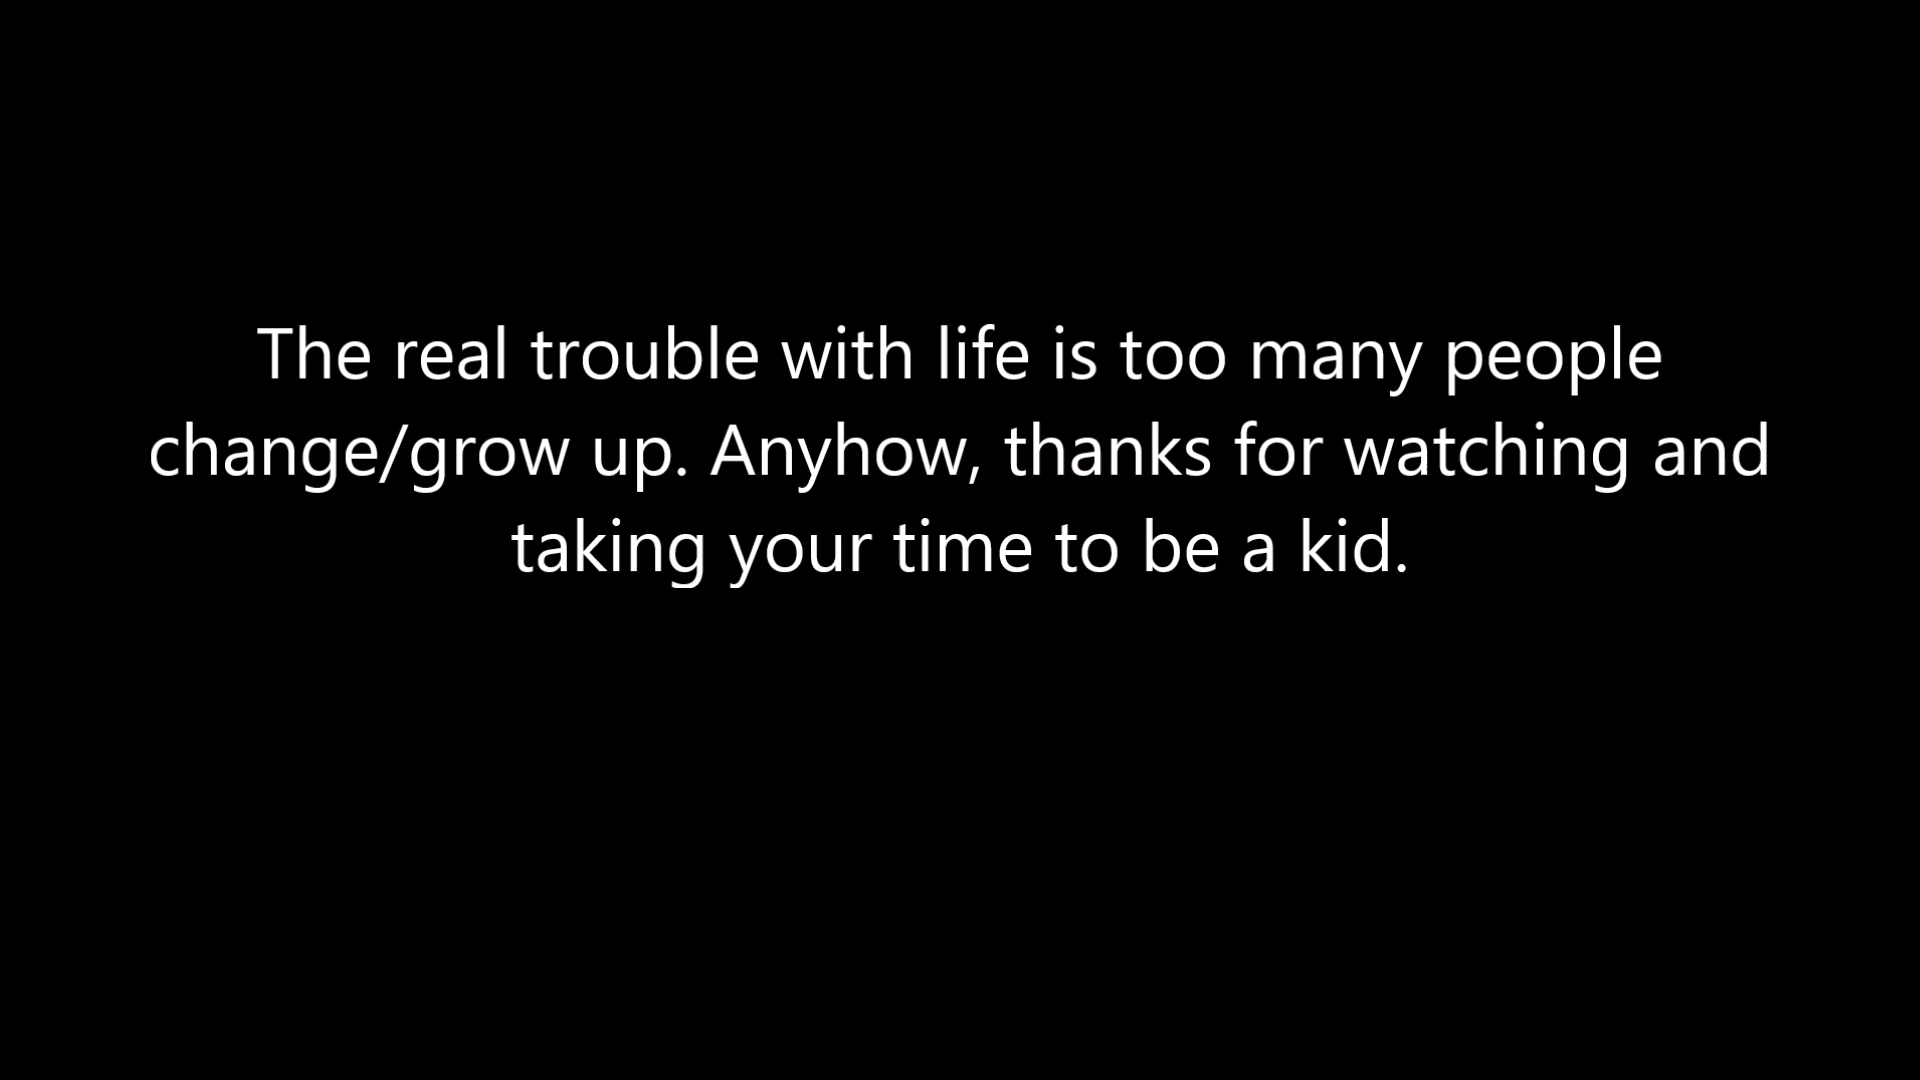 The real trouble with life is too many people
change/grow up. Anyhow, thanks for watching and
taking your time to be a kid.